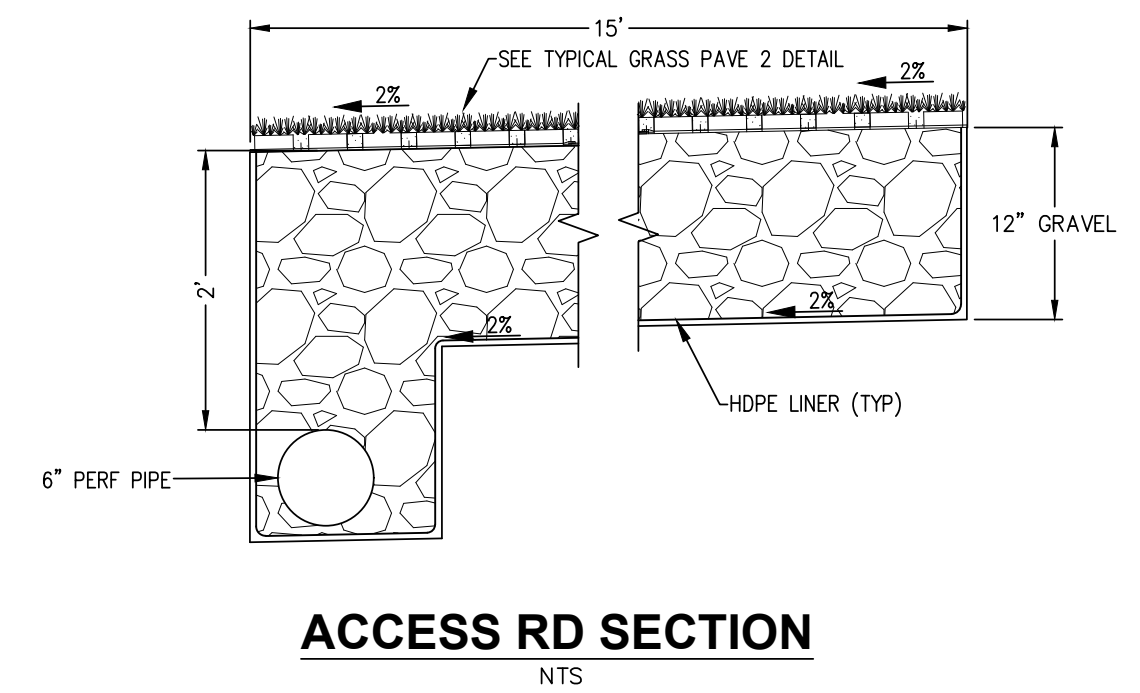 15'
SEE TYPICAL GRASS PAVE 2 DETAIL
2%
2%
12” GRAVEL
2'
2%
2%
HDPE LINER (TYP)
6” PERF PIPE
ACCESS RD SECTION
NTS